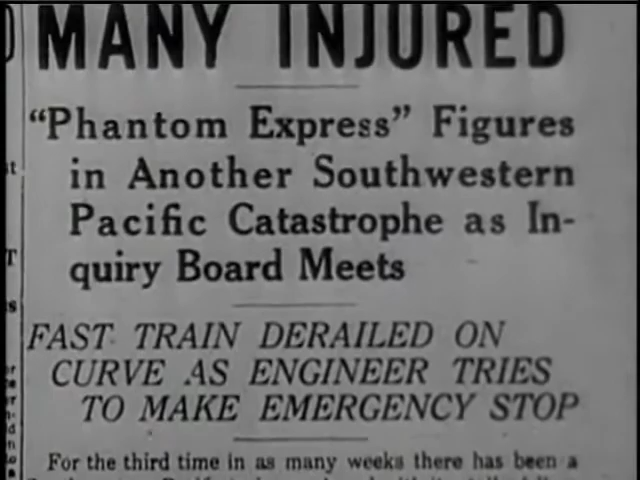 MANY INJURED
"Phantom Express" Figures
in Another Southwestern
Pacific Catastrophe as In-
quiry Board Meets
FAST TRAIN DERAILED ON
CURVE AS ENGINEER TRIES
TO MAKE EMERGENCY STOP
For the third time in as many weeks there has been a